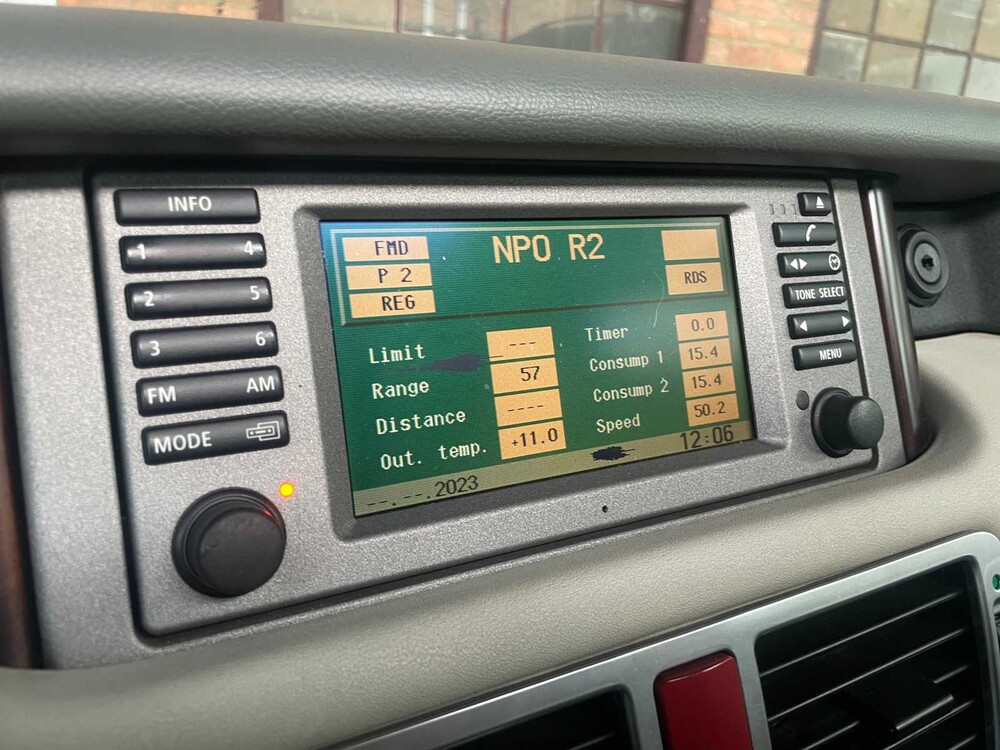 INFO
1 4
2 5
3 6
FM AM
MODE
FMD
P 2
REG
NPO R2
RDS
Limit ---
Range 57
Distance ----
Out. temp. +11.0
Timer 0.0
Consump 1 15.4
Consump 2 15.4
Speed 50.2
--.--.2023
12:06
TONE SELECT
MENU